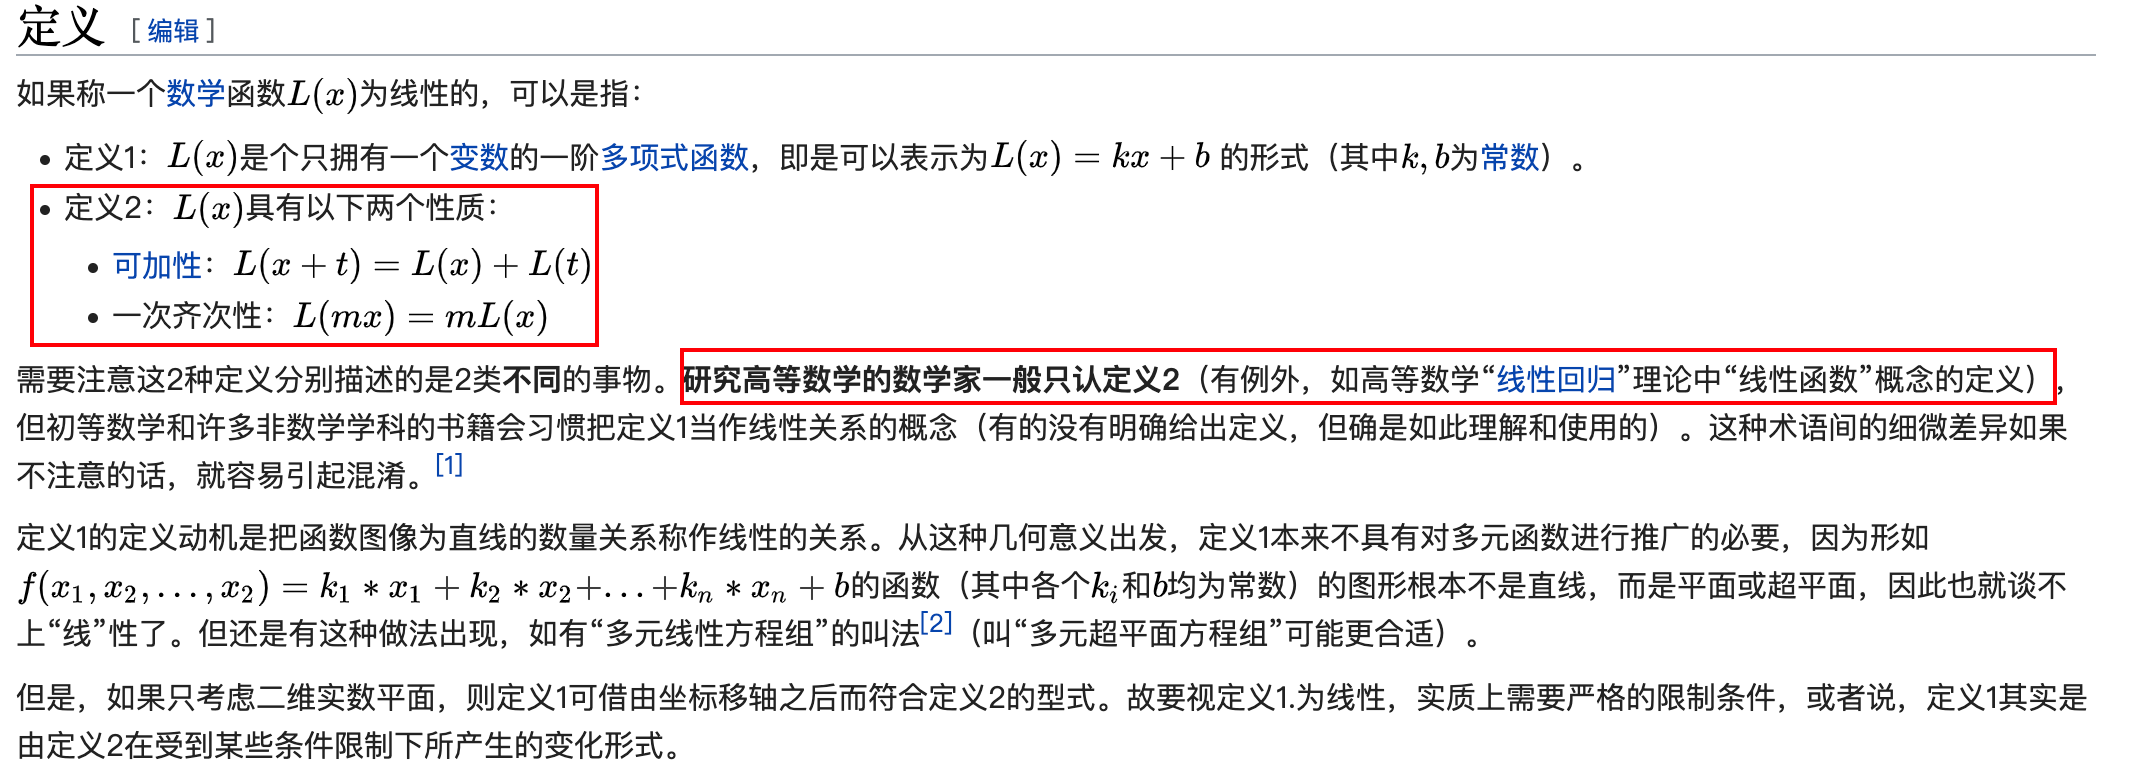 定义 [ 编辑 ]
如果称一个数学函数L(x)为线性的，可以是指：
• 定义1：L(x)是个只拥有一个变数的一阶多项式函数，即是可以表示为L(x) = kx + b 的形式（其中k, b为常数）。
• 定义2：L(x)具有以下两个性质：
• 可加性：L(x + t) = L(x) + L(t)
• 一次齐次性：L(mx) = mL(x)
需要注意这2种定义分别描述的是2类不同的事物。研究高等数学的数学家一般只认定义2（有例外，如高等数学“线性回归”理论中“线性函数”概念的定义），
但初等数学和许多非数学学科的书籍会习惯把定义1当作线性关系的概念（有的没有明确给出定义，但确是如此理解和使用的）。这种术语间的细微差异如果
不注意的话，就容易引起混淆。[1]
定义1的定义动机是把函数图像为直线的数量关系称作线性的关系。从这种几何意义出发，定义1本来不具有对多元函数进行推广的必要，因为形如
f(x₁, x₂, . . . , x₂) = k₁ * x₁ + k₂ * x₂+. . . +kₙ * xₙ + b的函数（其中各个kᵢ和b均为常数）的图形根本不是直线，而是平面或超平面，因此也就谈不
上“线”性了。但还是有这种做法出现，如有“多元线性方程组”的叫法[2]（叫“多元超平面方程组”可能更合适）。
但是，如果只考虑二维实数平面，则定义1可借由坐标移轴之后而符合定义2的型式。故要视定义1.为线性，实质上需要严格的限制条件，或者说，定义1其实是
由定义2在受到某些条件限制下所产生的变化形式。